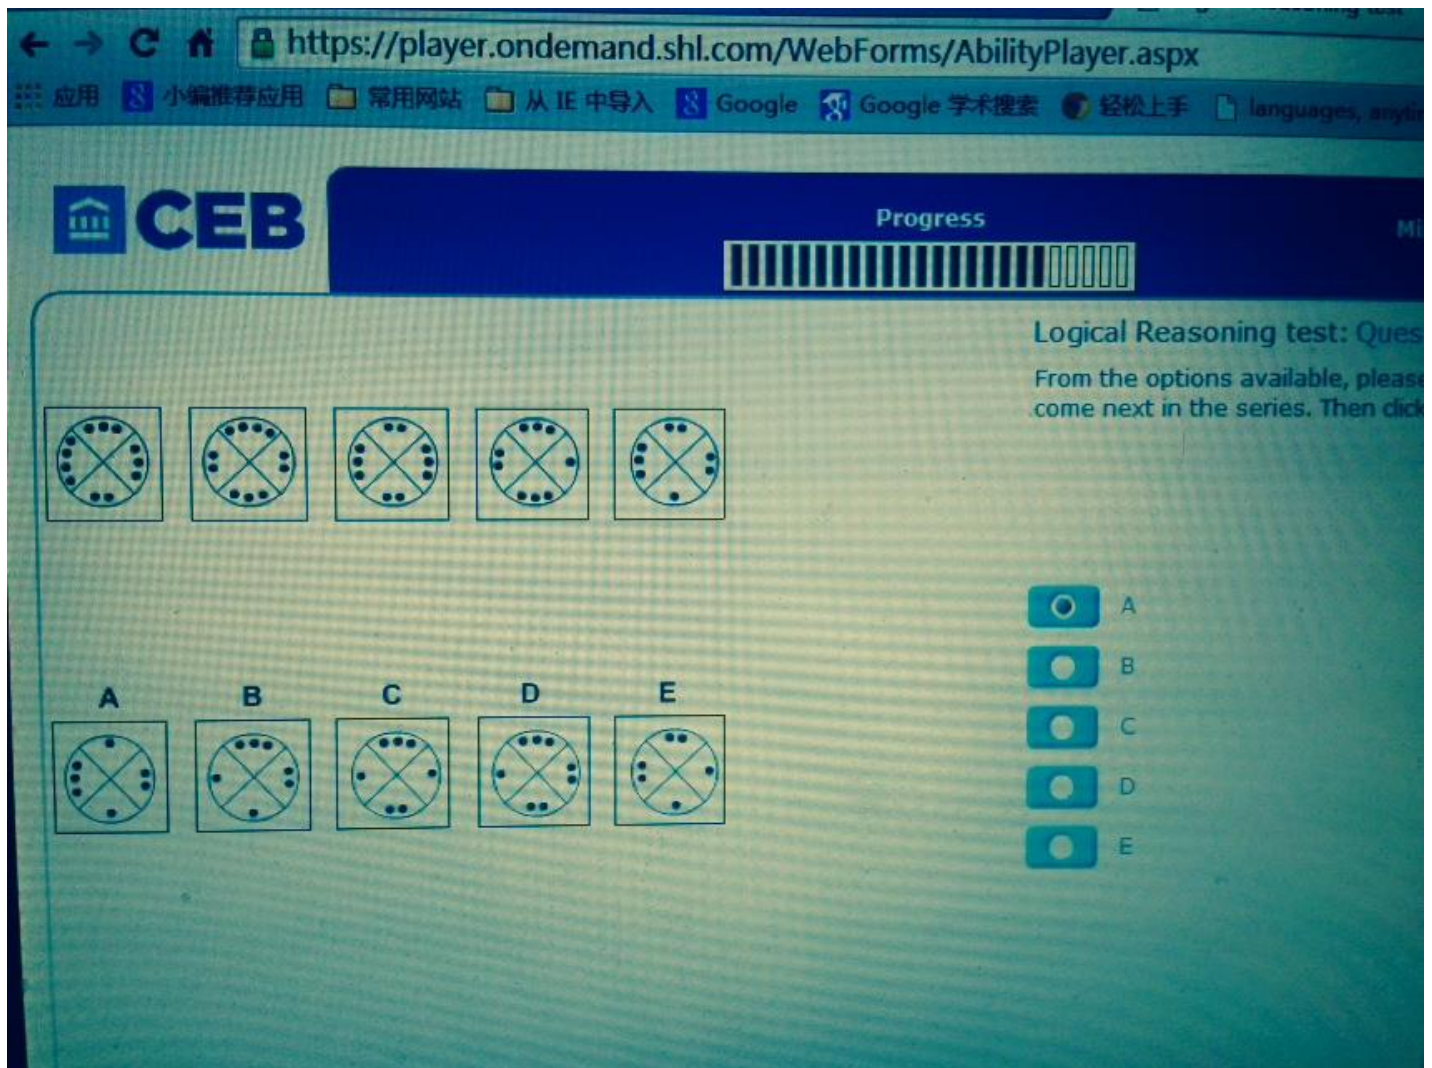 https://player.ondemand.shl.com/WebForms/AbilityPlayer.aspx
应用 小编推荐应用 常用网站 从 IE 中导入 Google Google 学术搜索 轻松上手 languages,
CEB
Progress
Logical Reasoning test: Ques
From the options available, please
come next in the series. Then click
A
B
C
D
E
A B C D E